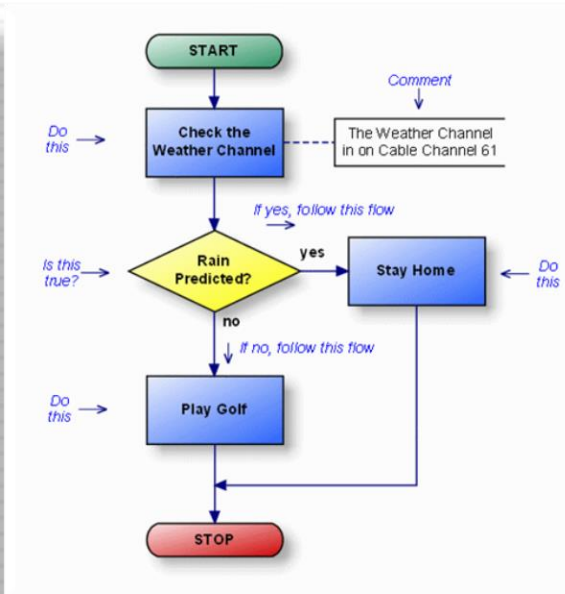 START
Comment
Do
this
Check the
Weather Channel
The Weather Channel
in on Cable Channel 61
If yes, follow this flow
Is this
true?
Rain
Predicted?
yes
Stay Home
Do
this
no
If no, follow this flow
Do
this
Play Golf
STOP